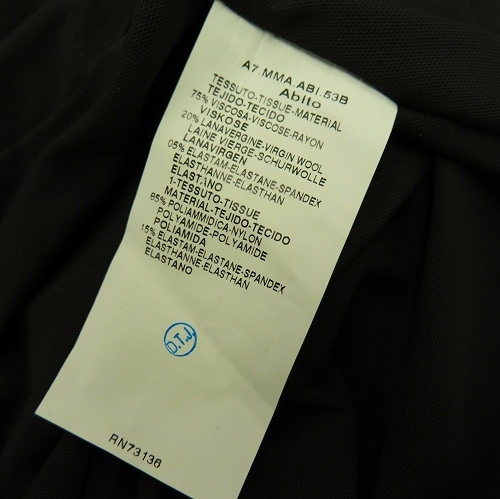 A7.MMA.ABI.53B
Abito
TESSUTO-TISSUE-MATERIAL
TEJIDO-TECIDO
75% VISCOSA-VISCOSE-RAYON
VISKOSE
20% LANAVERGINE-VIRGIN WOOL
LAINE VIERGE-SCHURWOLLE
LANAVIRGEN
05% ELASTAM-ELASTANE-SPANDEX
ELASTHANNE-ELASTHAN
ELASTANO
1-TESSUTO-TISSUE
MATERIAL-TEJIDO-TECIDO
85% POLIAMMIDICA-NYLON
POLYAMIDE-POLYAMIDE
POLIAMIDA
15% ELASTAM-ELASTANE-SPANDEX
ELASTHANNE-ELASTHAN
ELASTANO
D.T.J.
RN73136